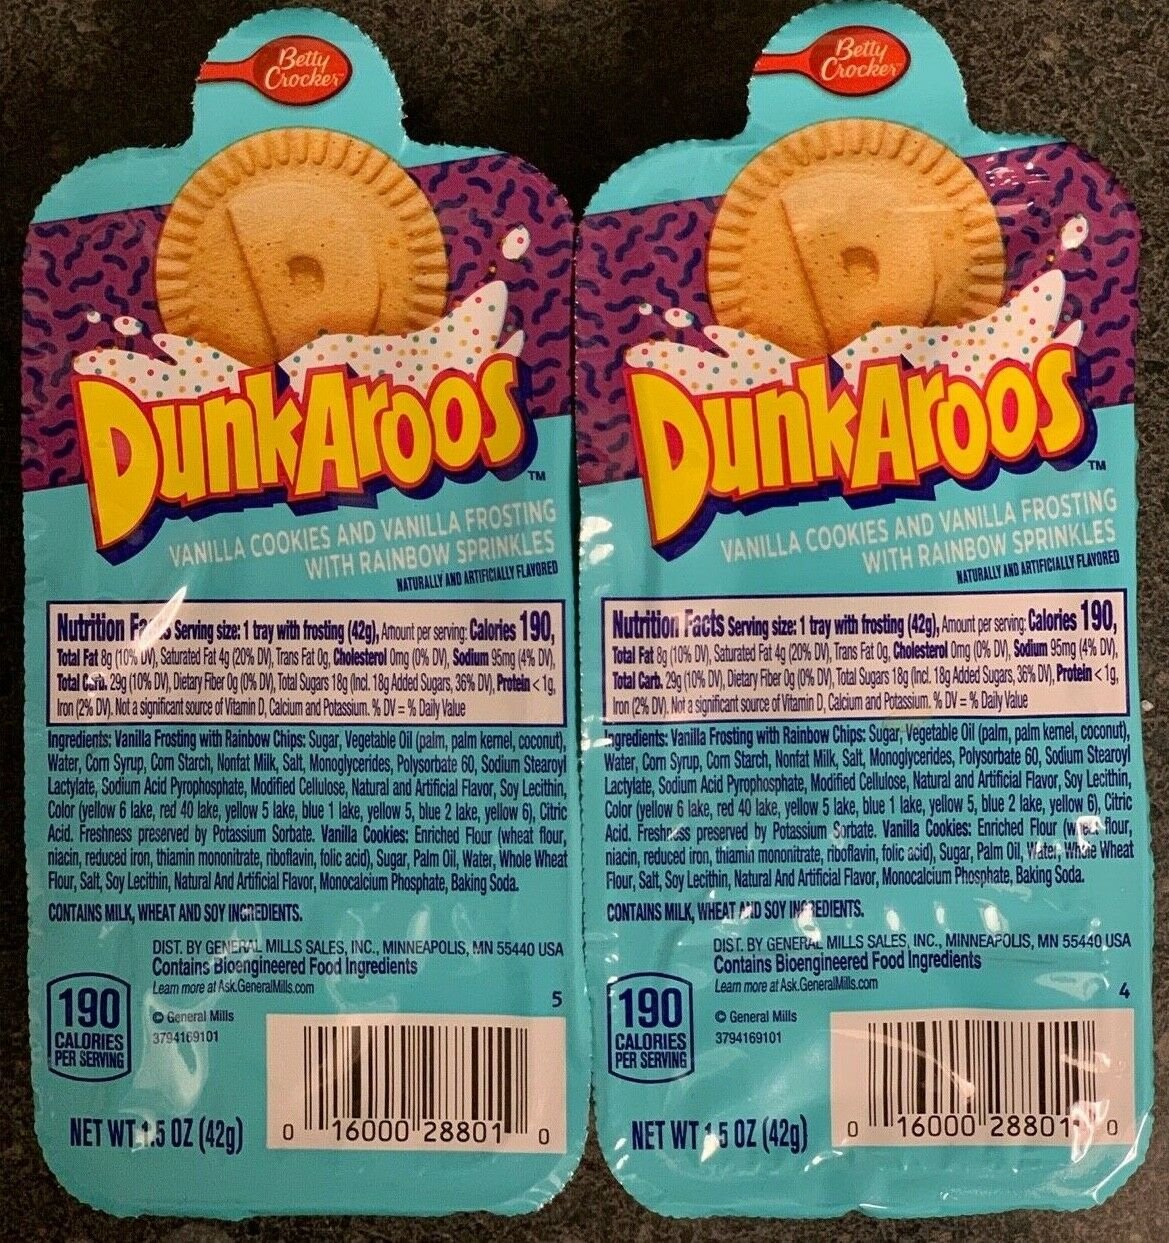 Betty
Crocker
DunkAroos
TM
VANILLA COOKIES AND VANILLA FROSTING
WITH RAINBOW SPRINKLES
NATURALLY AND ARTIFICIALLY FLAVORED
Nutrition Serving size: 1 tray with frosting (42g), Amount per serving: Calories 190,
Total Fat 8g (10% DV), Saturated Fat 4g (20% DV), Trans Fat 0g, Cholesterol 0mg (0% DV), Sodium 95mg (4% DV),
Total Carb. 29g (10% DV), Dietary Fiber 0g (0% DV), Total Sugars 18g (Incl. 18g Added Sugars, 36% DV), Protein <1g,
Iron (2% DV). Not a significant source of Vitamin D, Calcium and Potassium. % DV = % Daily Value
Ingredients: Vanilla Frosting with Rainbow Chips: Sugar, Vegetable Oil (palm, palm kernel, coconut),
Water, Corn Syrup, Corn Starch, Nonfat Milk, Salt, Monoglycerides, Polysorbate 60, Sodium Stearoyl
Lactylate, Sodium Acid Pyrophosphate, Modified Cellulose, Natural and Artificial Flavor, Soy Lecithin,
Color (yellow 6 lake, red 40 lake, yellow 5 lake, blue 1 lake, yellow 5, blue 2 lake, yellow 6), Citric
Acid. Freshness preserved by Potassium Sorbate. Vanilla Cookies: Enriched Flour (wheat flour,
niacin, reduced iron, thiamin mononitrate, riboflavin, folic acid), Sugar, Palm Oil, Water, Whole Wheat
Flour, Salt, Soy Lecithin, Natural And Artificial Flavor, Monocalcium Phosphate, Baking Soda.
CONTAINS MILK, WHEAT AND SOY INGREDIENTS.
DIST. BY GENERAL MILLS SALES, INC., MINNEAPOLIS, MN 55440 USA
Contains Bioengineered Food Ingredients
Learn more at Ask.GeneralMills.com
5
© General Mills
3794169101
190
CALORIES
PER SERVING
NET WT 1.5 OZ (42g)
0 16000 28801 0
Betty
Crocker
DunkAroos
TM
VANILLA COOKIES AND VANILLA FROSTING
WITH RAINBOW SPRINKLES
NATURALLY AND ARTIFICIALLY FLAVORED
Nutrition Facts Serving size: 1 tray with frosting (42g), Amount per serving: Calories 190,
Total Fat 8g (10% DV), Saturated Fat 4g (20% DV), Trans Fat 0g, Cholesterol 0mg (0% DV), Sodium 95mg (4% DV),
Total Carb. 29g (10% DV), Dietary Fiber 0g (0% DV), Total Sugars 18g (Incl. 18g Added Sugars, 36% DV), Protein <1g,
Iron (2% DV). Not a significant source of Vitamin D, Calcium and Potassium. % DV = % Daily Value
Ingredients: Vanilla Frosting with Rainbow Chips: Sugar, Vegetable Oil (palm, palm kernel, coconut),
Water, Corn Syrup, Corn Starch, Nonfat Milk, Salt, Monoglycerides, Polysorbate 60, Sodium Stearoyl
Lactylate, Sodium Acid Pyrophosphate, Modified Cellulose, Natural and Artificial Flavor, Soy Lecithin,
Color (yellow 6 lake, red 40 lake, yellow 5 lake, blue 1 lake, yellow 5, blue 2 lake, yellow 6), Citric
Acid. Freshness preserved by Potassium Sorbate. Vanilla Cookies: Enriched Flour (wheat flour,
niacin, reduced iron, thiamin mononitrate, riboflavin, folic acid), Sugar, Palm Oil, Water, Whole Wheat
Flour, Salt, Soy Lecithin, Natural And Artificial Flavor, Monocalcium Phosphate, Baking Soda.
CONTAINS MILK, WHEAT AND SOY INGREDIENTS.
DIST. BY GENERAL MILLS SALES, INC., MINNEAPOLIS, MN 55440 USA
Contains Bioengineered Food Ingredients
Learn more at Ask.GeneralMills.com
4
© General Mills
3794169101
190
CALORIES
PER SERVING
NET WT 1.5 OZ (42g)
0 16000 28801 0